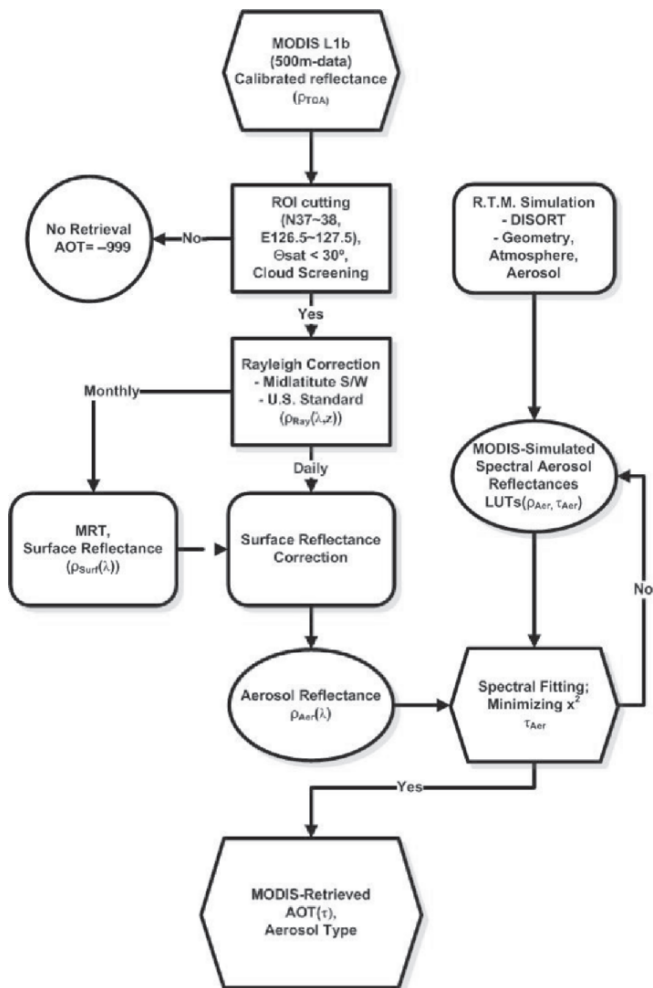 MODIS L1b
(500m-data)
Calibrated reflectance
(ρTOA)
ROI cutting
(N37~38,
E126.5~127.5),
Θsat < 30º,
Cloud Screening
No
No Retrieval
AOT= –999
R.T.M. Simulation
- DISORT
- Geometry,
Atmosphere,
Aerosol
Yes
Rayleigh Correction
- Midlatitute S/W
- U.S. Standard
(ρRay(λ,z))
Monthly
Daily
MODIS-Simulated
Spectral Aerosol
Reflectances
LUTs(ρAer, τAer)
MRT,
Surface Reflectance
(ρSurf(λ))
Surface Reflectance
Correction
No
Aerosol Reflectance
ρAer(λ)
Spectral Fitting;
Minimizing x²
τAer
Yes
MODIS-Retrieved
AOT(τ),
Aerosol Type